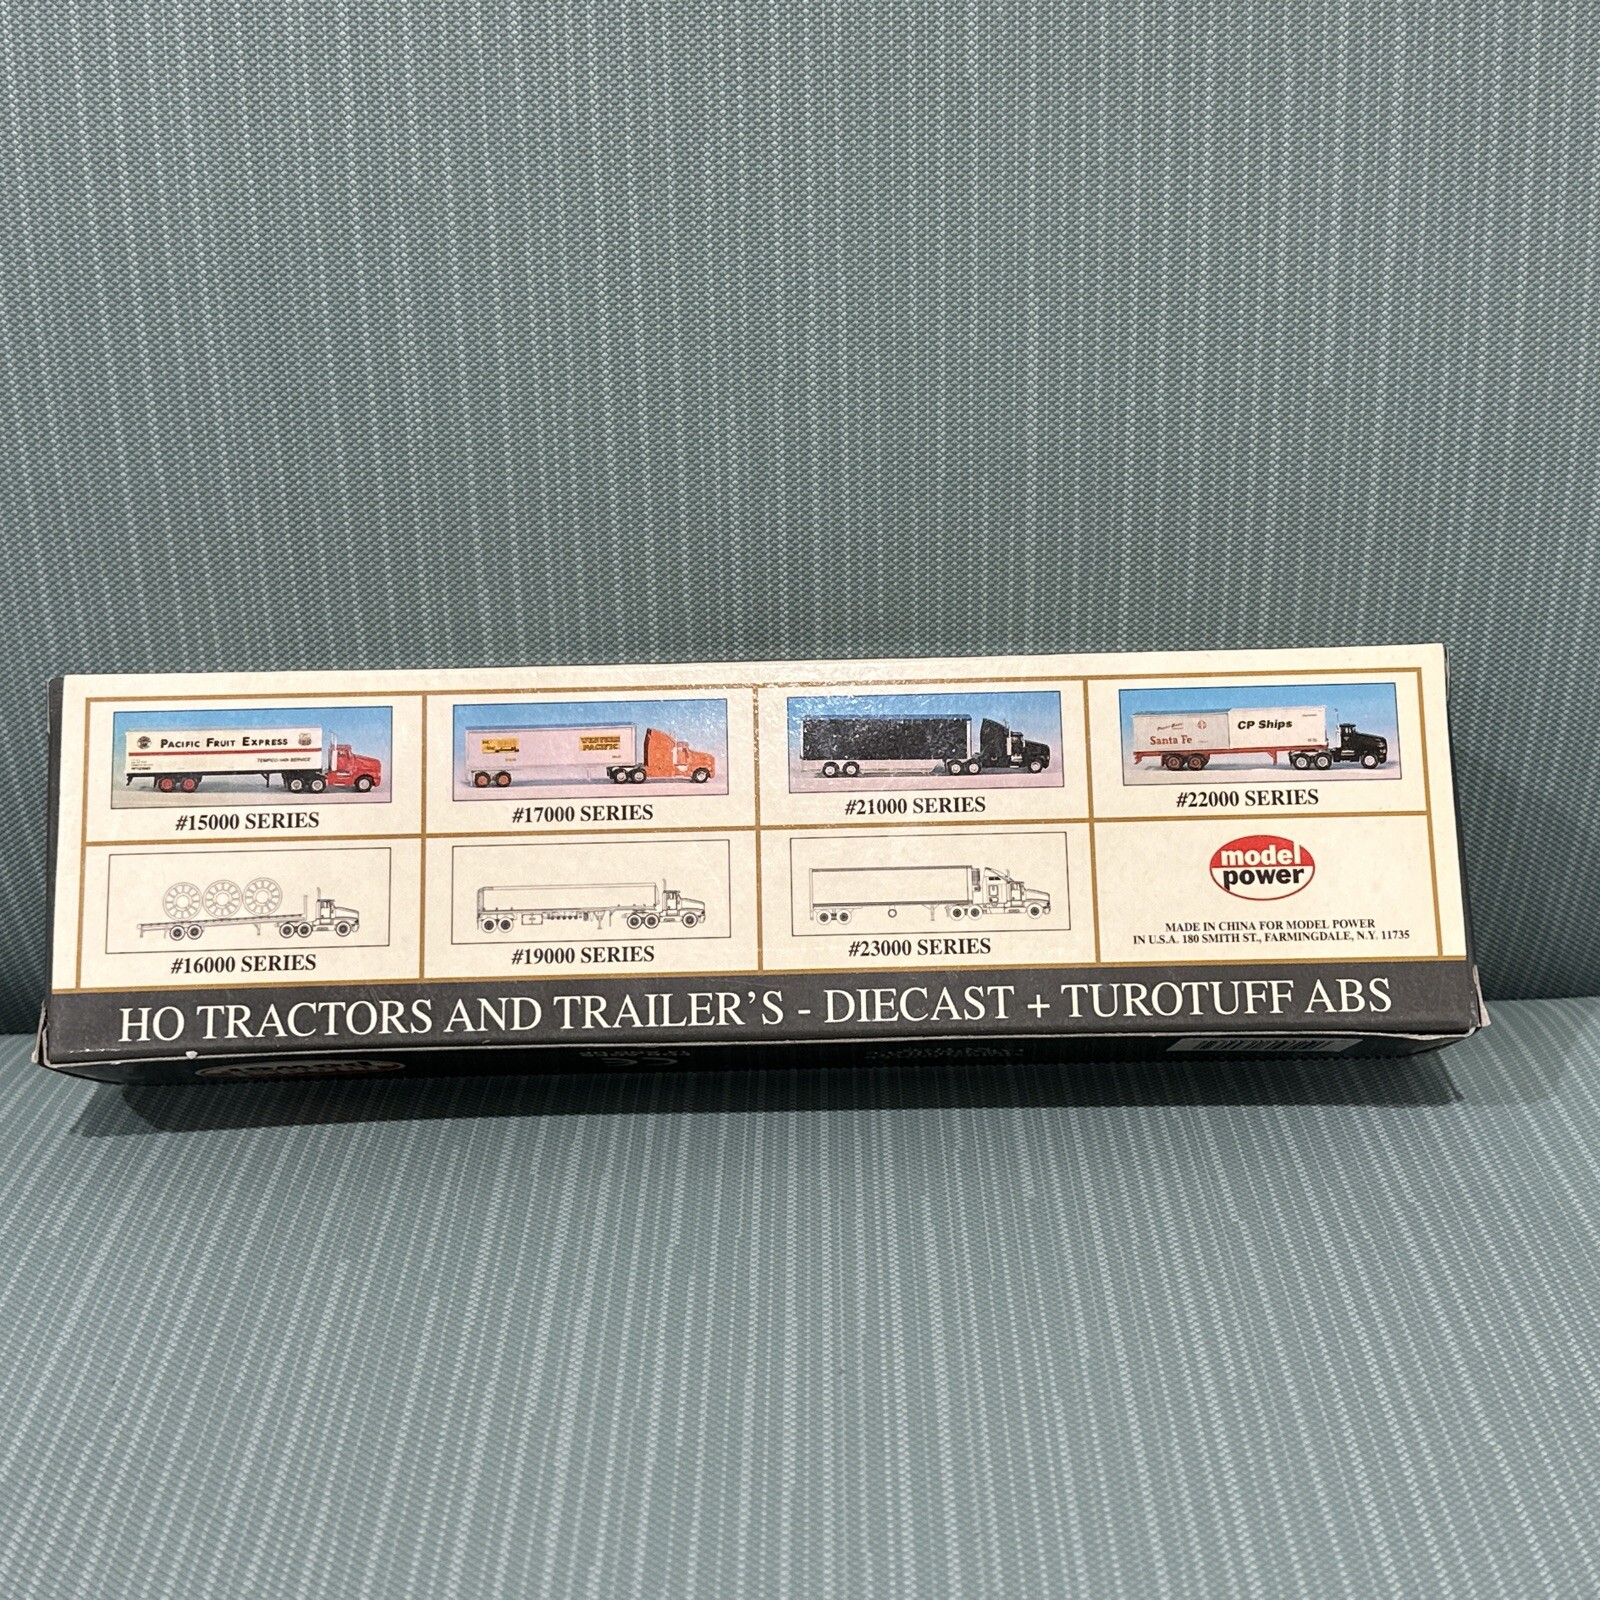 PACIFIC FRUIT EXPRESS
#15000 SERIES
WESTERN
PACIFIC
#17000 SERIES
#21000 SERIES
Santa Fe
CP Ships
#22000 SERIES
#16000 SERIES
#19000 SERIES
#23000 SERIES
model
power
MADE IN CHINA FOR MODEL POWER
IN U.S.A. 180 SMITH ST., FARMINGDALE, N.Y. 11735
HO TRACTORS AND TRAILER'S - DIECAST + TUROTUFF ABS